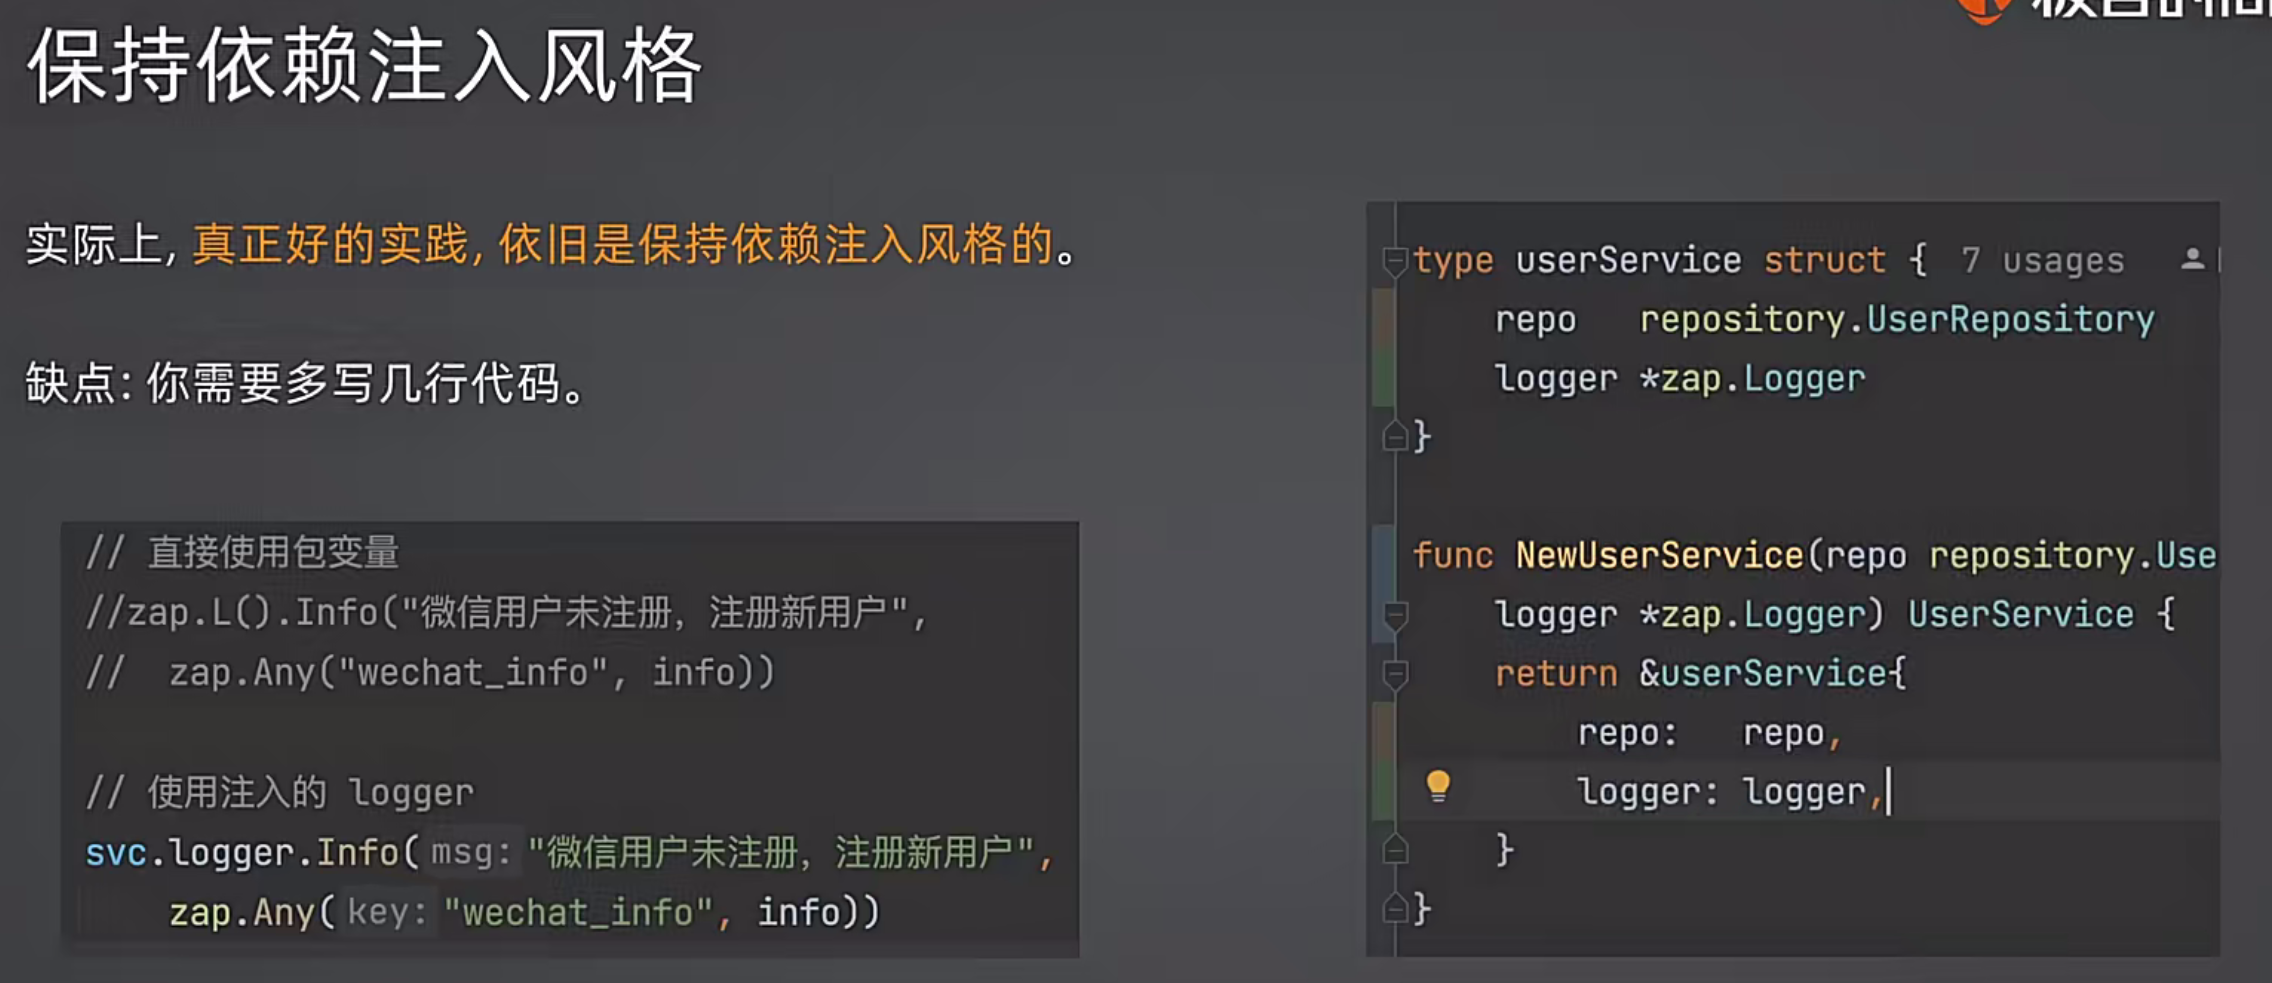 保持依赖注入风格
实际上, 真正好的实践, 依旧是保持依赖注入风格的。
缺点: 你需要多写几行代码。
// 直接使用包变量
//zap.L().Info("微信用户未注册，注册新用户",
//  zap.Any("wechat_info", info))
// 使用注入的 logger
svc.logger.Info( msg: "微信用户未注册，注册新用户",
zap.Any( key: "wechat_info", info))
type userService struct { 7 usages
repo   repository.UserRepository
logger *zap.Logger
}
func NewUserService(repo repository.Use
logger *zap.Logger) UserService {
return &userService{
repo:   repo,
logger: logger,
}
}